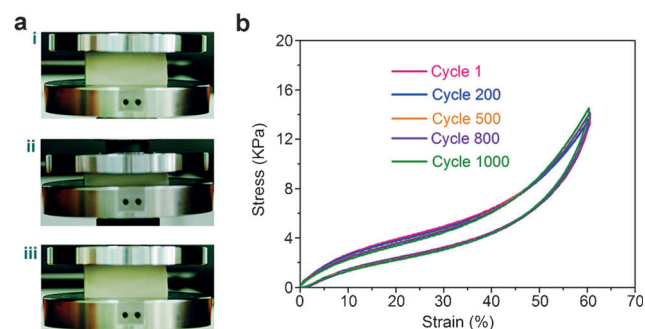 a
i
ii
iii
b
20
16
12
8
4
0
Stress (KPa)
Cycle 1
Cycle 200
Cycle 500
Cycle 800
Cycle 1000
0 10 20 30 40 50 60 70
Strain (%)